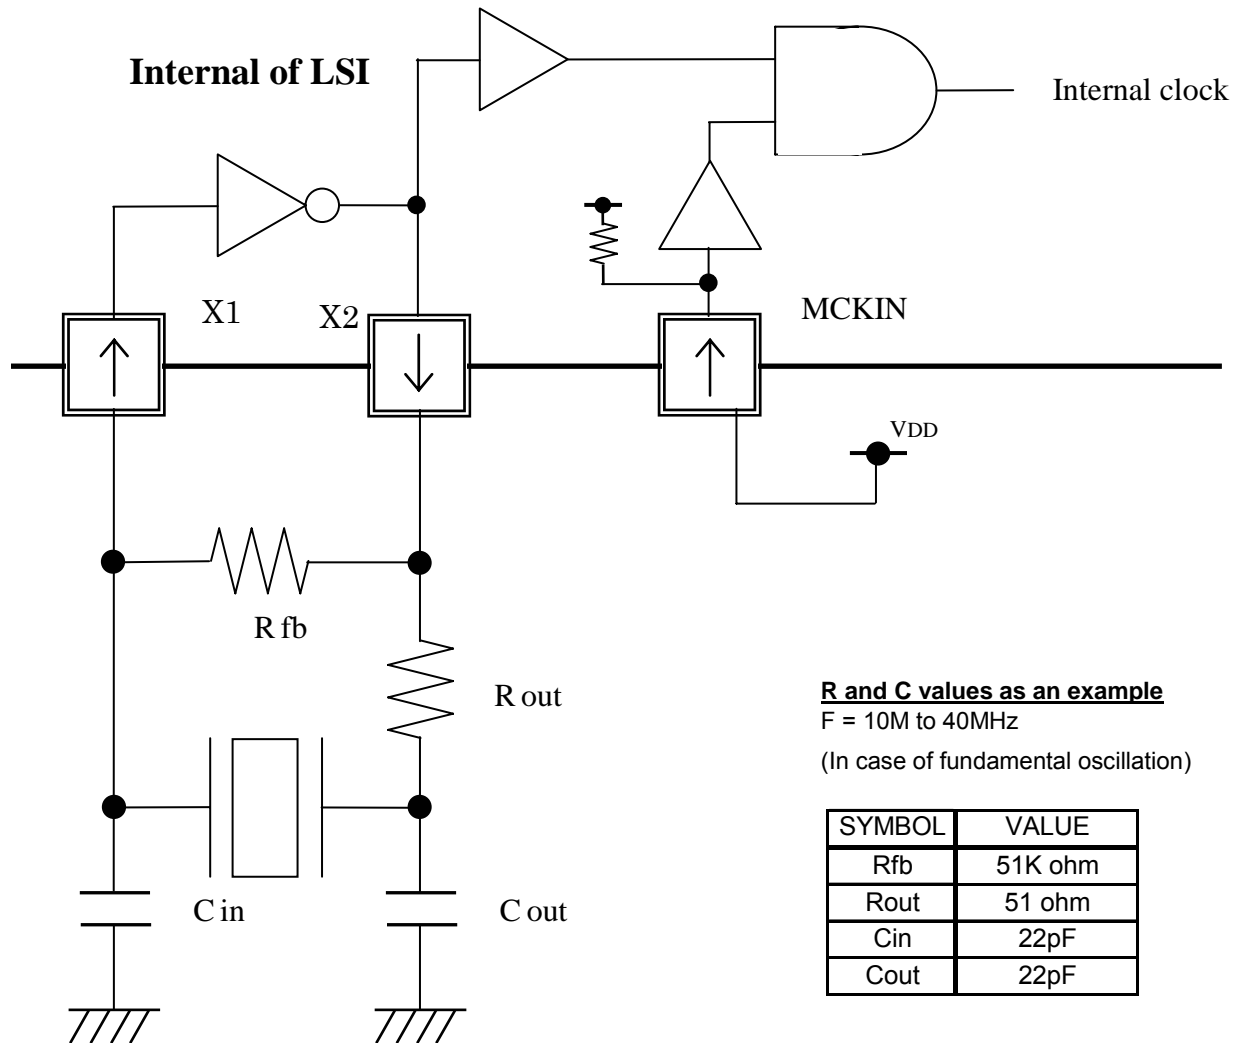 Internal of LSI
Internal clock
X1
X2
MCKIN
VDD
R fb
R out
C in
C out
R and C values as an example
F = 10M to 40MHz
(In case of fundamental oscillation)
SYMBOL VALUE
Rfb 51K ohm
Rout 51 ohm
Cin 22pF
Cout 22pF